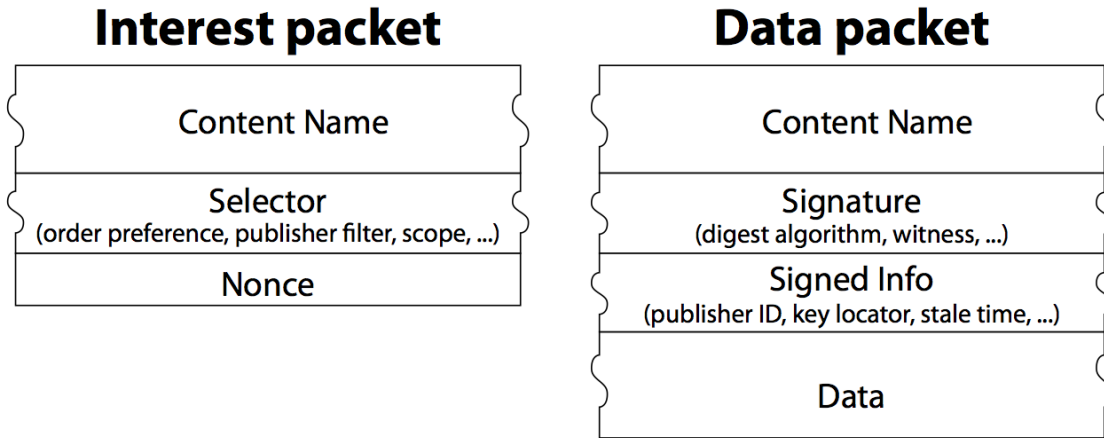 Interest packet
Content Name
Selector
(order preference, publisher filter, scope, ...)
Nonce
Data packet
Content Name
Signature
(digest algorithm, witness, ...)
Signed Info
(publisher ID, key locator, stale time, ...)
Data